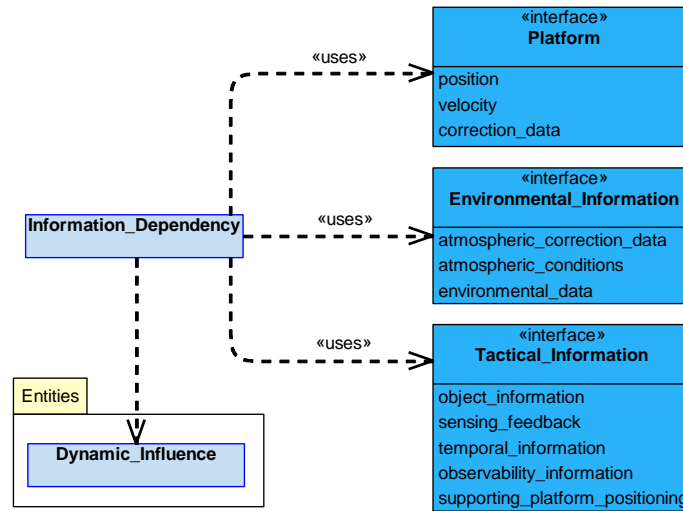 «interface»
Platform
position
velocity
correction_data
«uses»
«interface»
Environmental_Information
atmospheric_correction_data
atmospheric_conditions
environmental_data
«uses»
Information_Dependency
«interface»
Tactical_Information
object_information
sensing_feedback
temporal_information
observability_information
supporting_platform_positioning
«uses»
Entities
Dynamic_Influence